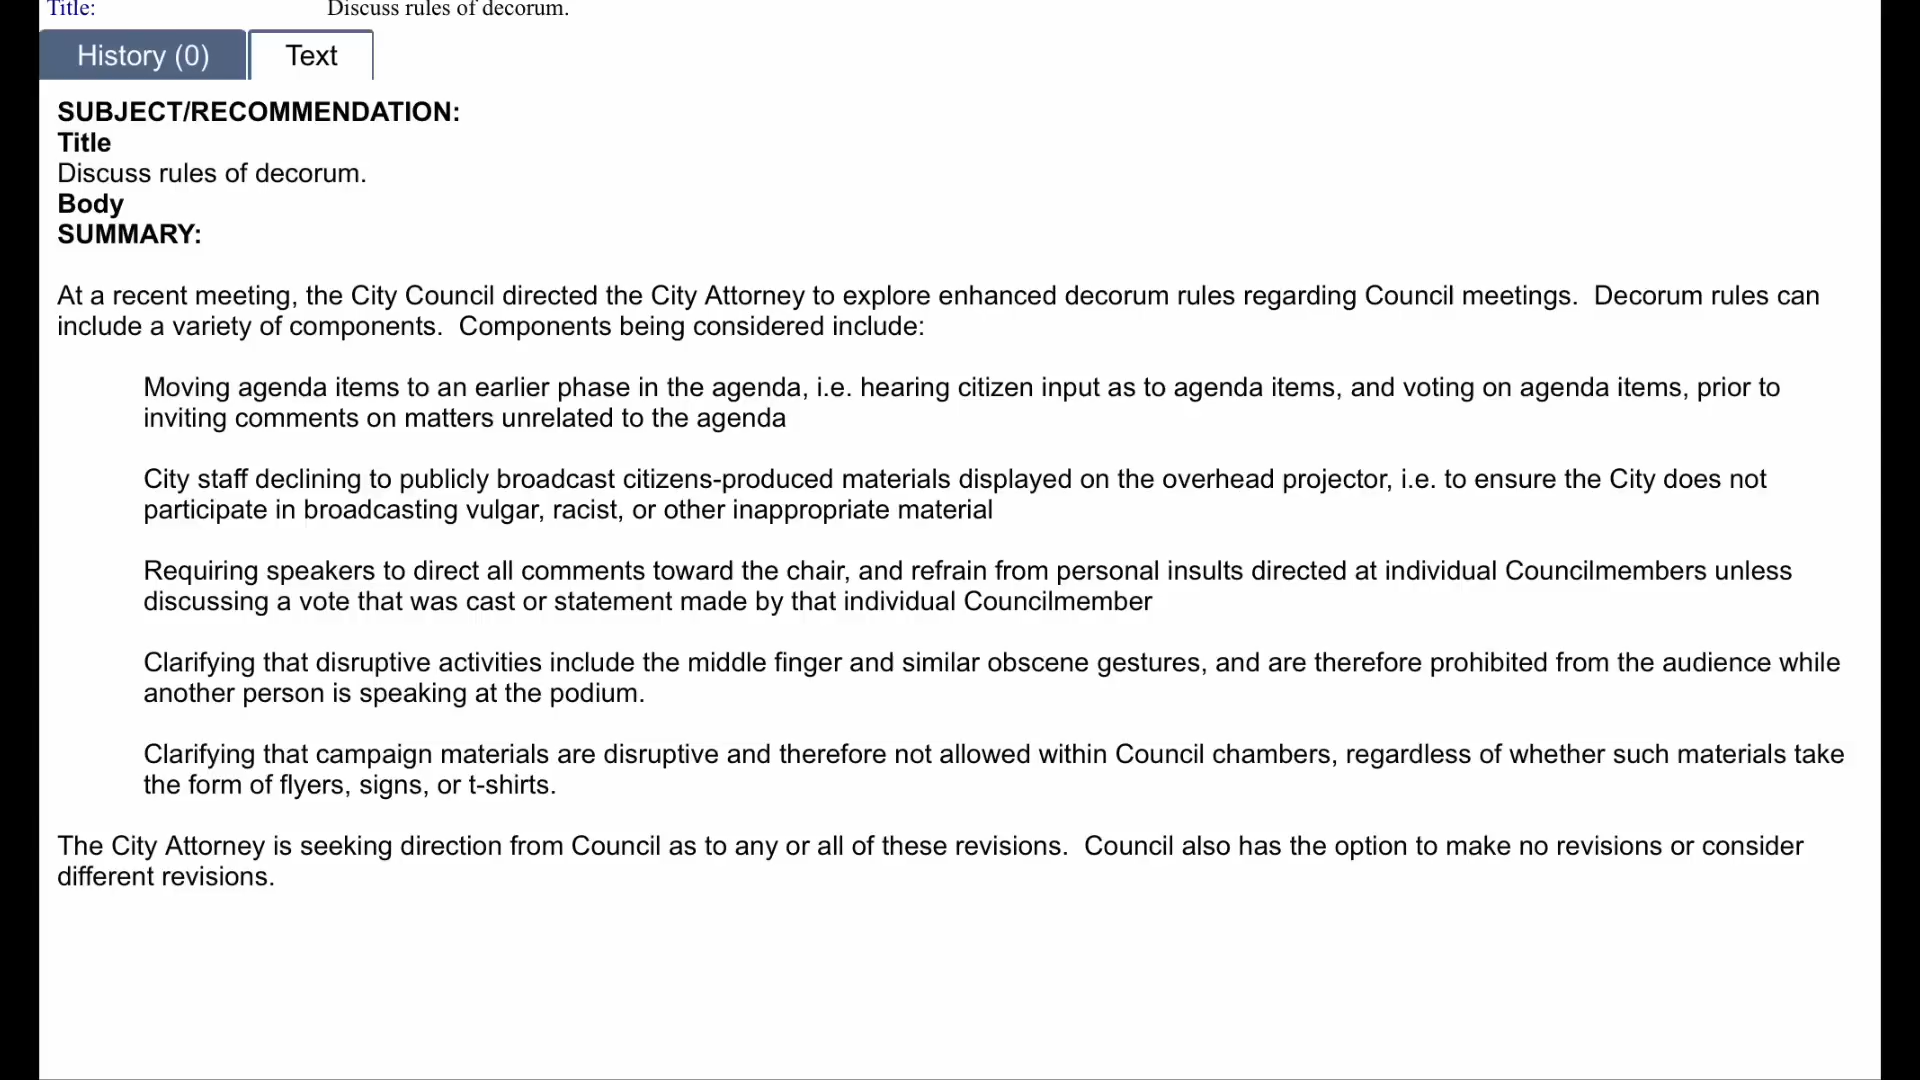 Title: Discuss rules of decorum.
History (0) Text
SUBJECT/RECOMMENDATION:
Title
Discuss rules of decorum.
Body
SUMMARY:
At a recent meeting, the City Council directed the City Attorney to explore enhanced decorum rules regarding Council meetings.  Decorum rules can
include a variety of components.  Components being considered include:
Moving agenda items to an earlier phase in the agenda, i.e. hearing citizen input as to agenda items, and voting on agenda items, prior to
inviting comments on matters unrelated to the agenda
City staff declining to publicly broadcast citizens-produced materials displayed on the overhead projector, i.e. to ensure the City does not
participate in broadcasting vulgar, racist, or other inappropriate material
Requiring speakers to direct all comments toward the chair, and refrain from personal insults directed at individual Councilmembers unless
discussing a vote that was cast or statement made by that individual Councilmember
Clarifying that disruptive activities include the middle finger and similar obscene gestures, and are therefore prohibited from the audience while
another person is speaking at the podium.
Clarifying that campaign materials are disruptive and therefore not allowed within Council chambers, regardless of whether such materials take
the form of flyers, signs, or t-shirts.
The City Attorney is seeking direction from Council as to any or all of these revisions.  Council also has the option to make no revisions or consider
different revisions.